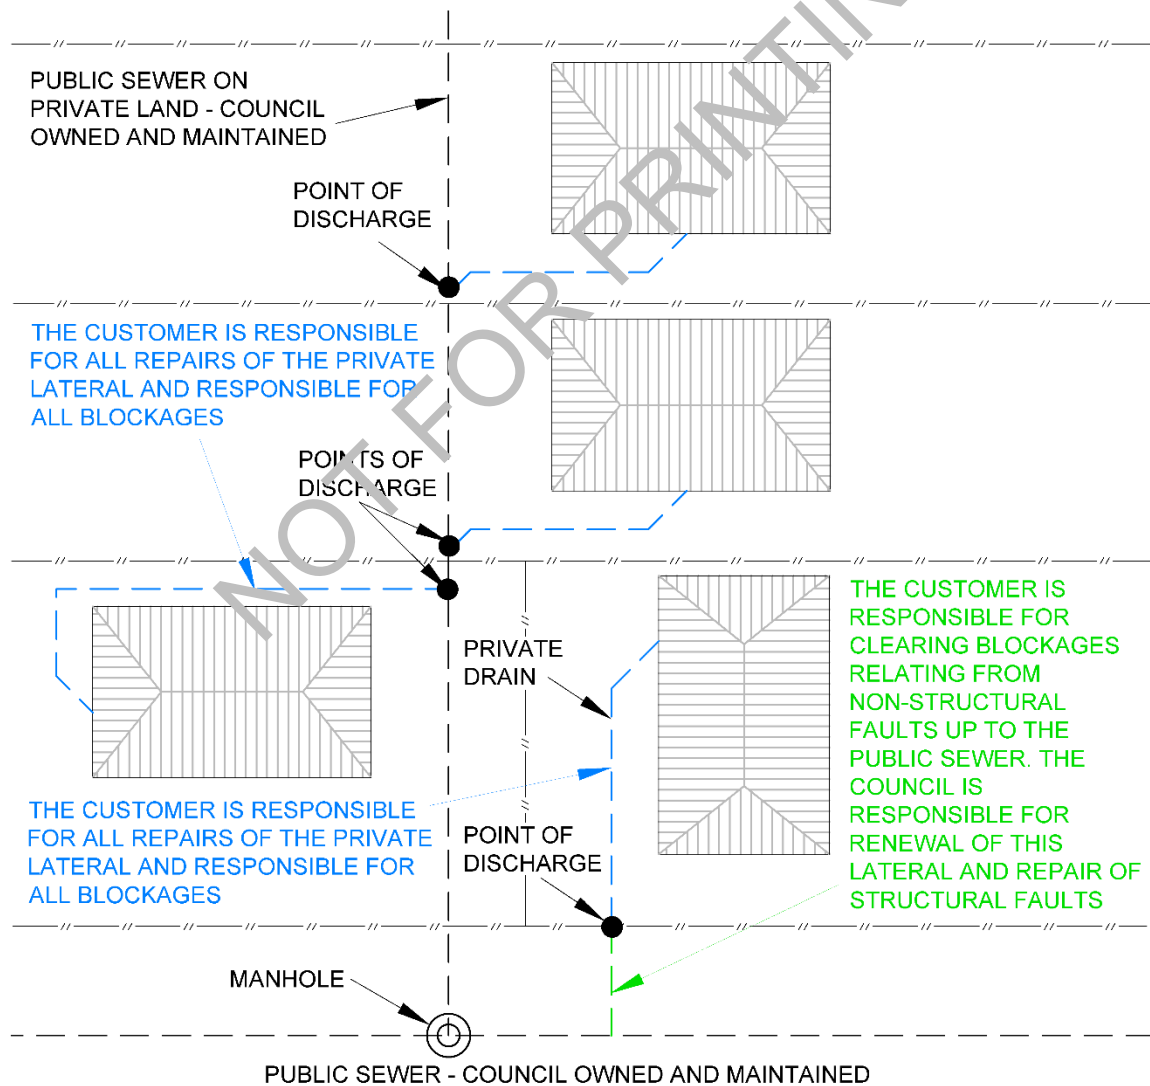 PUBLIC SEWER ON
PRIVATE LAND - COUNCIL
OWNED AND MAINTAINED
POINT OF
DISCHARGE
THE CUSTOMER IS RESPONSIBLE
FOR ALL REPAIRS OF THE PRIVATE
LATERAL AND RESPONSIBLE FOR
ALL BLOCKAGES
POINTS OF
DISCHARGE
NOT FOR PRINTIN
PRIVATE
DRAIN
THE CUSTOMER IS
RESPONSIBLE FOR
CLEARING BLOCKAGES
RELATING FROM
NON-STRUCTURAL
FAULTS UP TO THE
PUBLIC SEWER. THE
COUNCIL IS
RESPONSIBLE FOR
RENEWAL OF THIS
LATERAL AND REPAIR OF
STRUCTURAL FAULTS
THE CUSTOMER IS RESPONSIBLE
FOR ALL REPAIRS OF THE PRIVATE
LATERAL AND RESPONSIBLE FOR
ALL BLOCKAGES
POINT OF
DISCHARGE
MANHOLE
PUBLIC SEWER - COUNCIL OWNED AND MAINTAINED